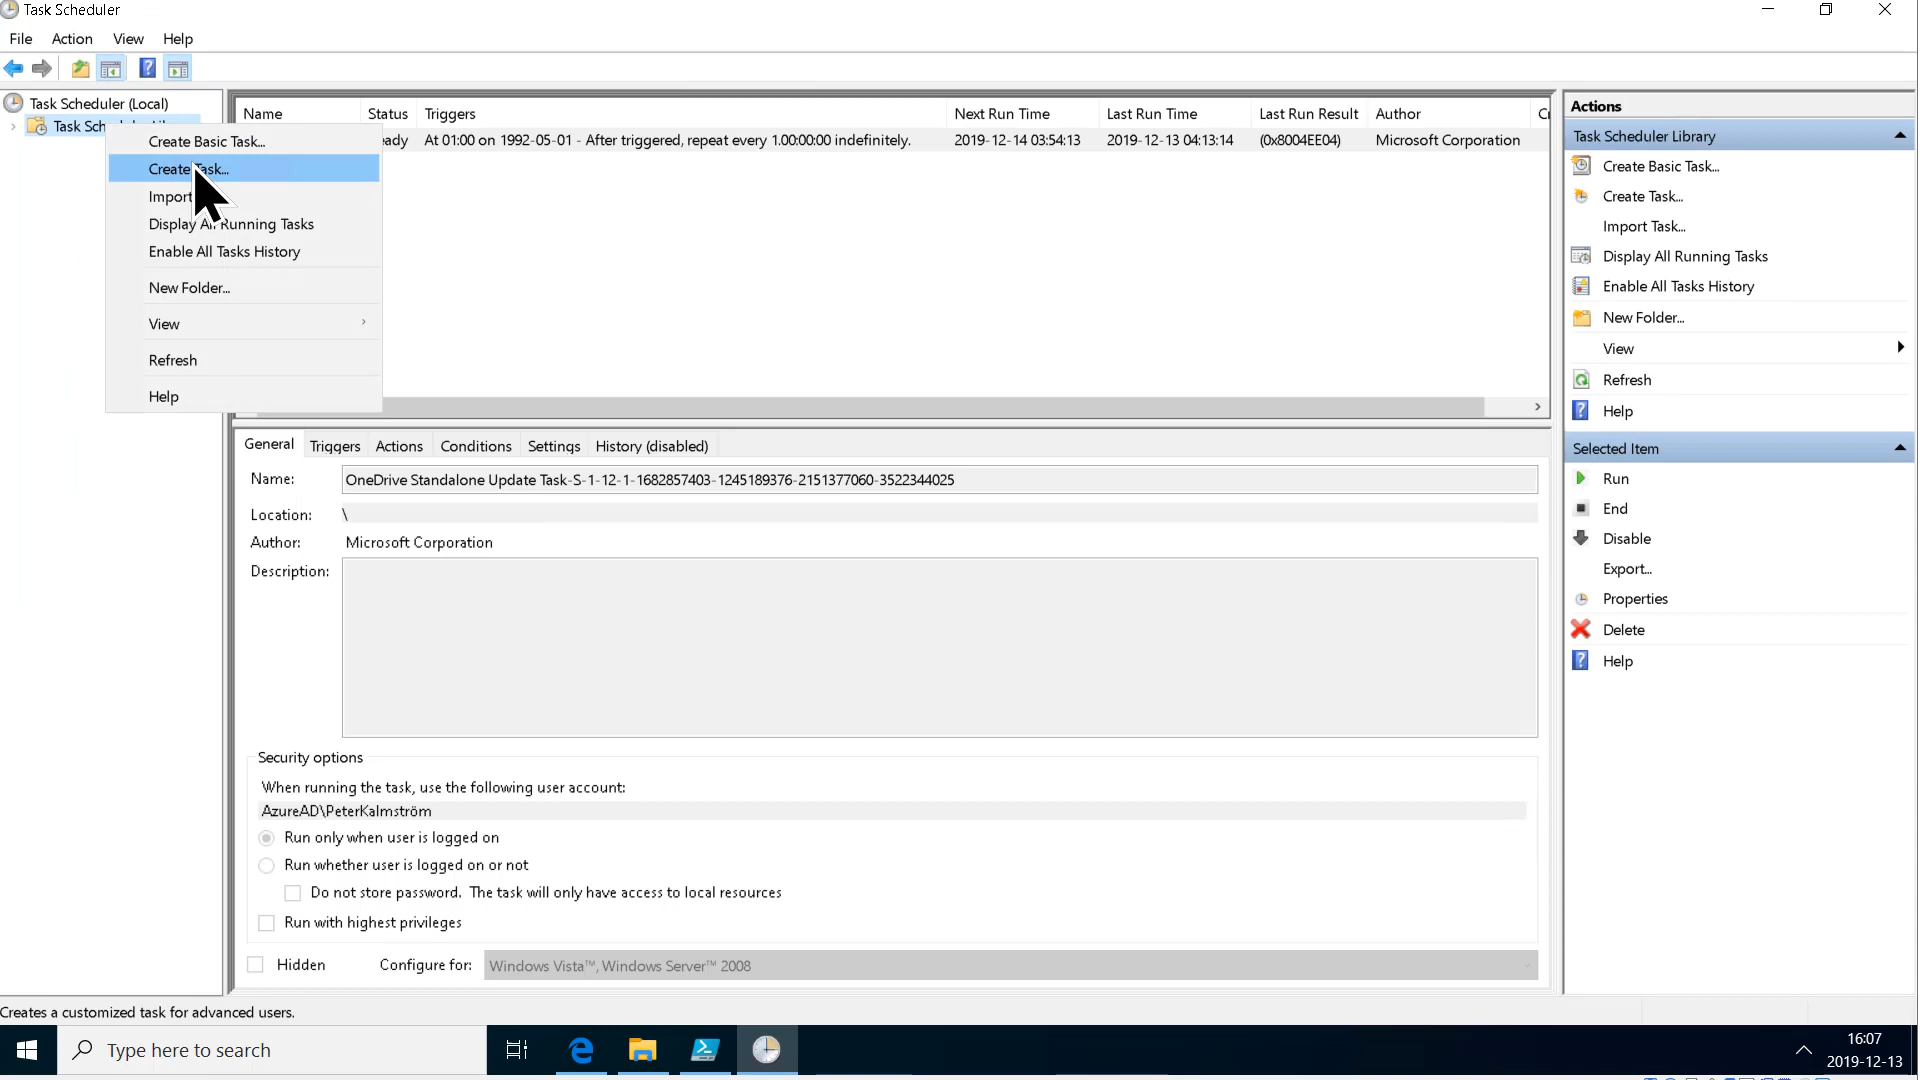 Task Scheduler
File Action View Help
Task Scheduler (Local)
Task
Create Basic Task...
Create Task...
Import
Display All Running Tasks
Enable All Tasks History
New Folder...
View
Refresh
Help
Name Status Triggers Next Run Time Last Run Time Last Run Result Author
At 01:00 on 1992-05-01 - After triggered, repeat every 1.00:00:00 indefinitely. 2019-12-14 03:54:13 2019-12-13 04:13:14 (0x8004EE04) Microsoft Corporation
General Triggers Actions Conditions Settings History (disabled)
Name: OneDrive Standalone Update Task-S-1-12-1-1682857403-1245189376-2151377060-3522344025
Location: \
Author: Microsoft Corporation
Description:
Security options
When running the task, use the following user account:
AzureAD\PeterKalmström
Run only when user is logged on
Run whether user is logged on or not
Do not store password. The task will only have access to local resources
Run with highest privileges
Hidden Configure for: Windows Vista™, Windows Server™ 2008
Actions
Task Scheduler Library
Create Basic Task...
Create Task...
Import Task...
Display All Running Tasks
Enable All Tasks History
New Folder...
View
Refresh
Help
Selected Item
Run
End
Disable
Export...
Properties
Delete
Help
Creates a customized task for advanced users.
Type here to search
16:07
2019-12-13